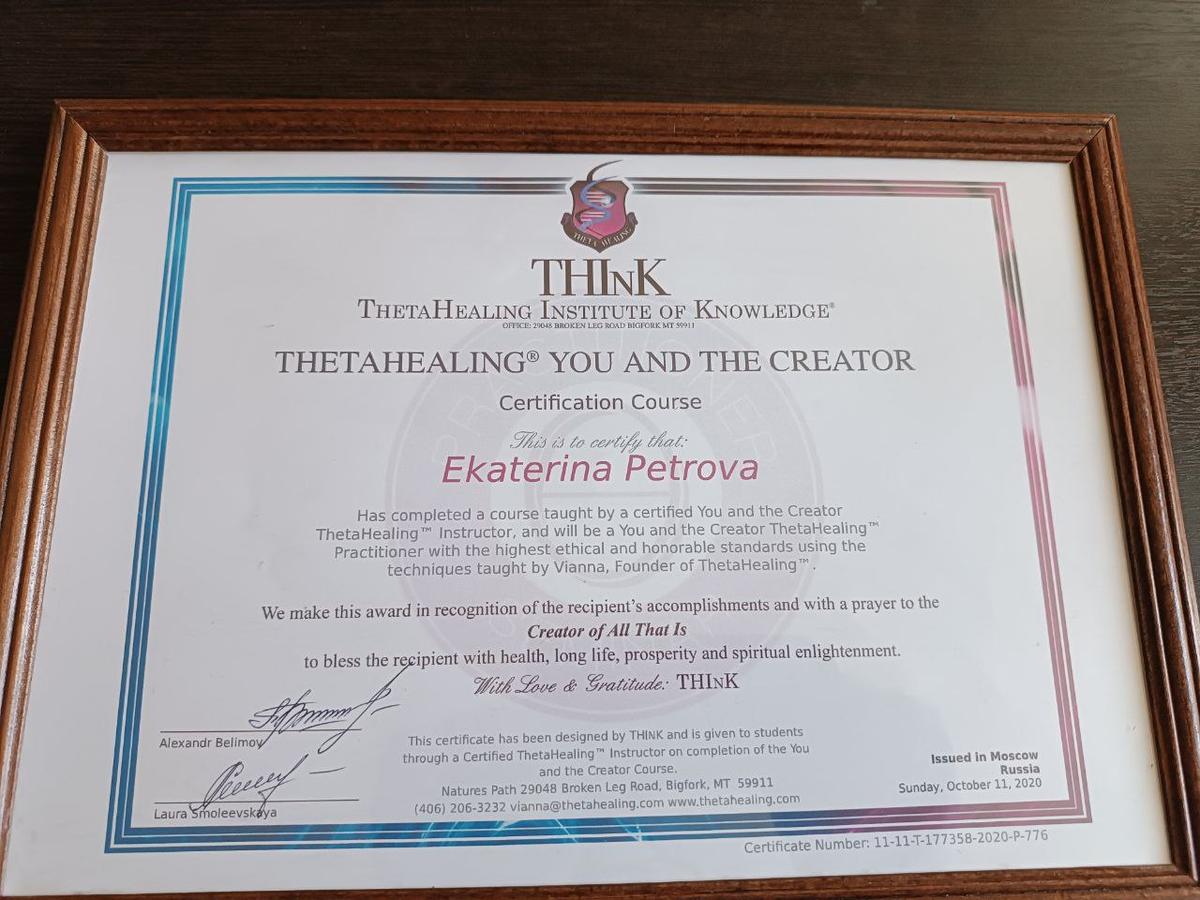 THETA HEALING
THINK
THETAHEALING INSTITUTE OF KNOWLEDGE®
OFFICE: 29048 BROKEN LEG ROAD BIGFORK MT 59911
THETAHEALING® YOU AND THE CREATOR
Certification Course
This is to certify that:
Ekaterina Petrova
Has completed a course taught by a certified You and the Creator
ThetaHealing™ Instructor, and will be a You and the Creator ThetaHealing™
Practitioner with the highest ethical and honorable standards using the
techniques taught by Vianna, Founder of ThetaHealing™.
We make this award in recognition of the recipient's accomplishments and with a prayer to the
Creator of All That Is
to bless the recipient with health, long life, prosperity and spiritual enlightenment.
With Love & Gratitude: THINK
Alexandr Belimov
Laura Smoleevskaya
This certificate has been designed by THINK and is given to students
through a Certified ThetaHealing™ Instructor on completion of the You
and the Creator Course.
Natures Path 29048 Broken Leg Road, Bigfork, MT 59911
(406) 206-3232 vianna@thetahealing.com www.thetahealing.com
Issued in Moscow
Russia
Sunday, October 11, 2020
Certificate Number: 11-11-T-177358-2020-P-776